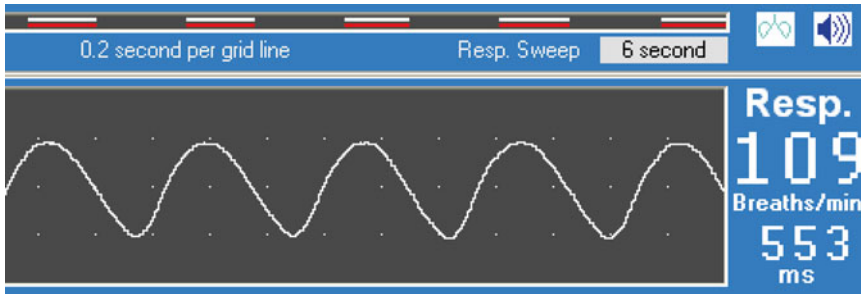 0.2 second per grid line Resp. Sweep 6 second
Resp.
109
Breaths/min
553
ms